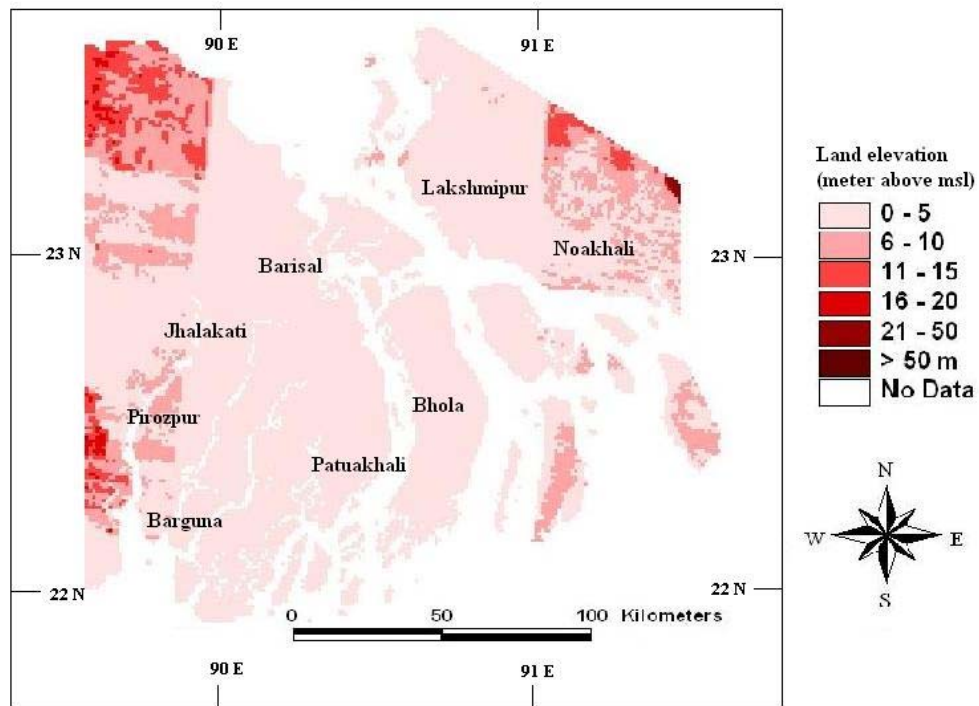 90 E
91 E
Land elevation
(meter above msl)
0 - 5
6 - 10
11 - 15
16 - 20
21 - 50
> 50 m
No Data
Lakshmipur
Noakhali
23 N
23 N
Barisal
Jhalakati
Pirozpur
Bhola
Patuakhali
Barguna
N
W
E
S
22 N
22 N
0 50 100 Kilometers
90 E
91 E